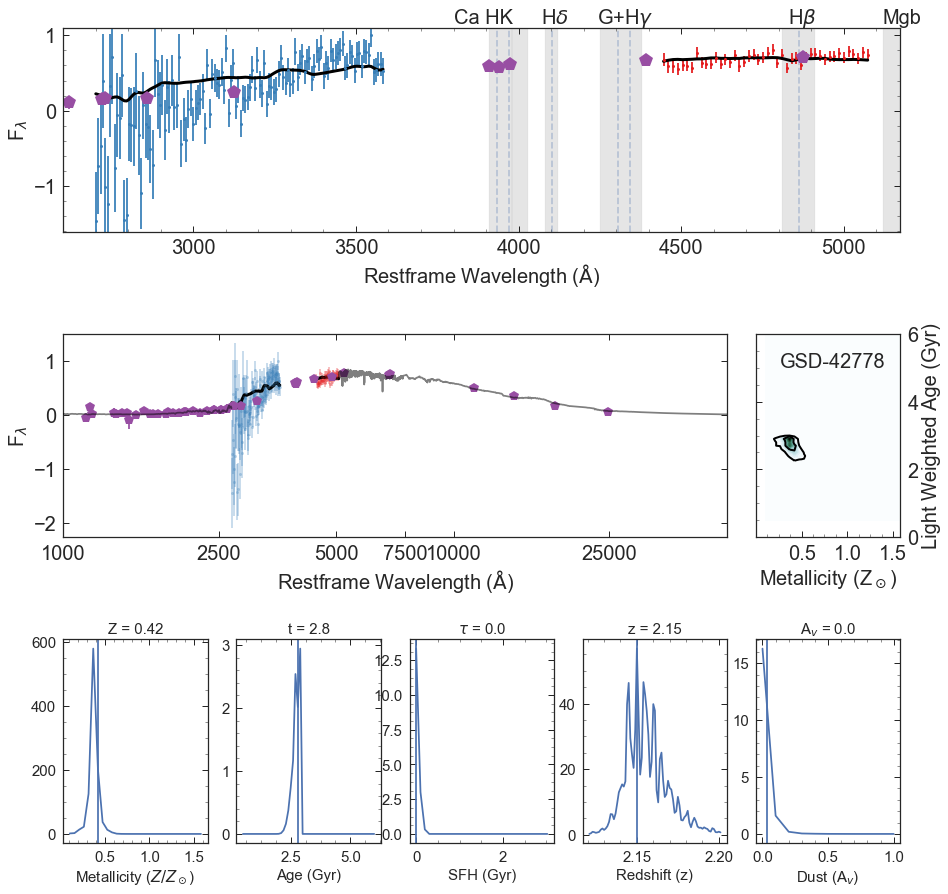 Ca HK Hδ G+Hγ Hβ Mgb
1
0
−1
F_λ
3000 3500 4000 4500 5000
Restframe Wavelength (Å)
1
0
−1
−2
F_λ
1000 2500 5000 7500 10000 25000
Restframe Wavelength (Å)
GSD-42778
6
4
2
0
Light Weighted Age (Gyr)
0.5 1.0 1.5
Metallicity (Z_⊙)
Z = 0.42
600
400
200
0
0.5 1.0 1.5
Metallicity (Z/Z_⊙)
t = 2.8
3
2
1
0
2.5 5.0
Age (Gyr)
τ = 0.0
12.5
10.0
7.5
5.0
2.5
0.0
0 2
SFH (Gyr)
z = 2.15
40
20
0
2.15 2.20
Redshift (z)
A_v = 0.0
15
10
5
0
0.0 0.5 1.0
Dust (A_v)